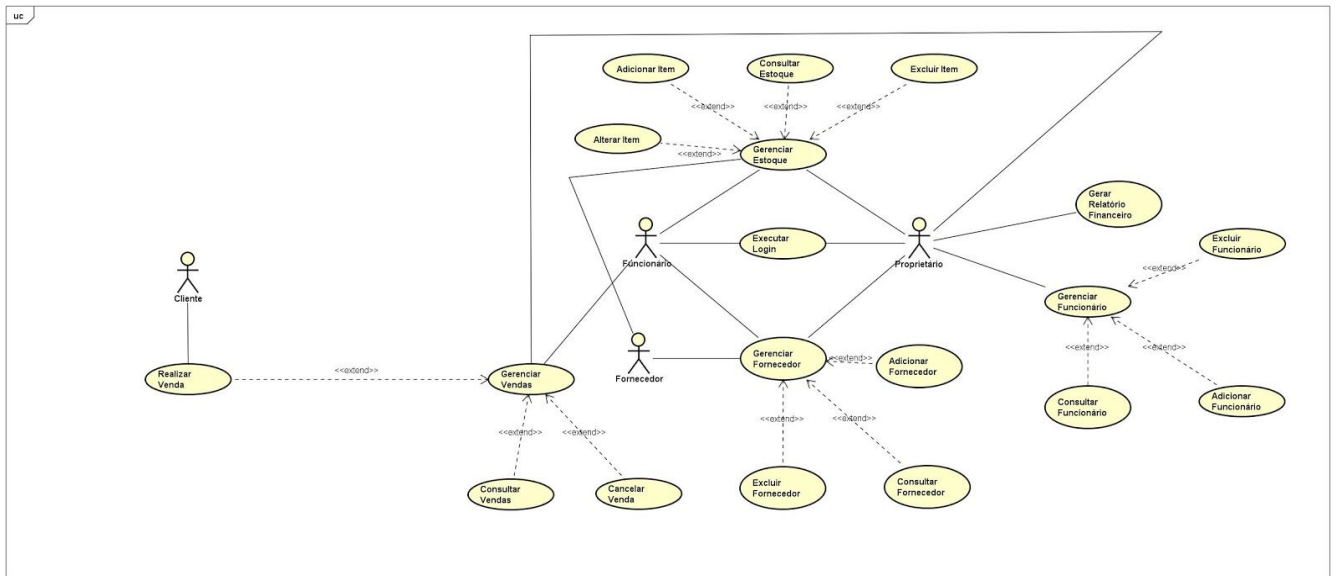 uc
Adicionar Item
Consultar
Estoque
Excluir Item
<<extend>>
<<extend>>
<<extend>>
Alterar Item
<<extend>>
Gerenciar
Estoque
Gerar
Relatório
Financeiro
Executar
Login
Funcionário
Proprietário
Excluir
Funcionário
<<extend>>
Cliente
Gerenciar
Funcionário
Realizar
Venda
<<extend>>
Gerenciar
Vendas
Fornecedor
Gerenciar
Fornecedor
<<extend>>
Adicionar
Fornecedor
<<extend>>
<<extend>>
Consultar
Funcionário
Adicionar
Funcionário
<<extend>>
<<extend>>
<<extend>>
<<extend>>
Consultar
Vendas
Cancelar
Venda
Excluir
Fornecedor
Consultar
Fornecedor